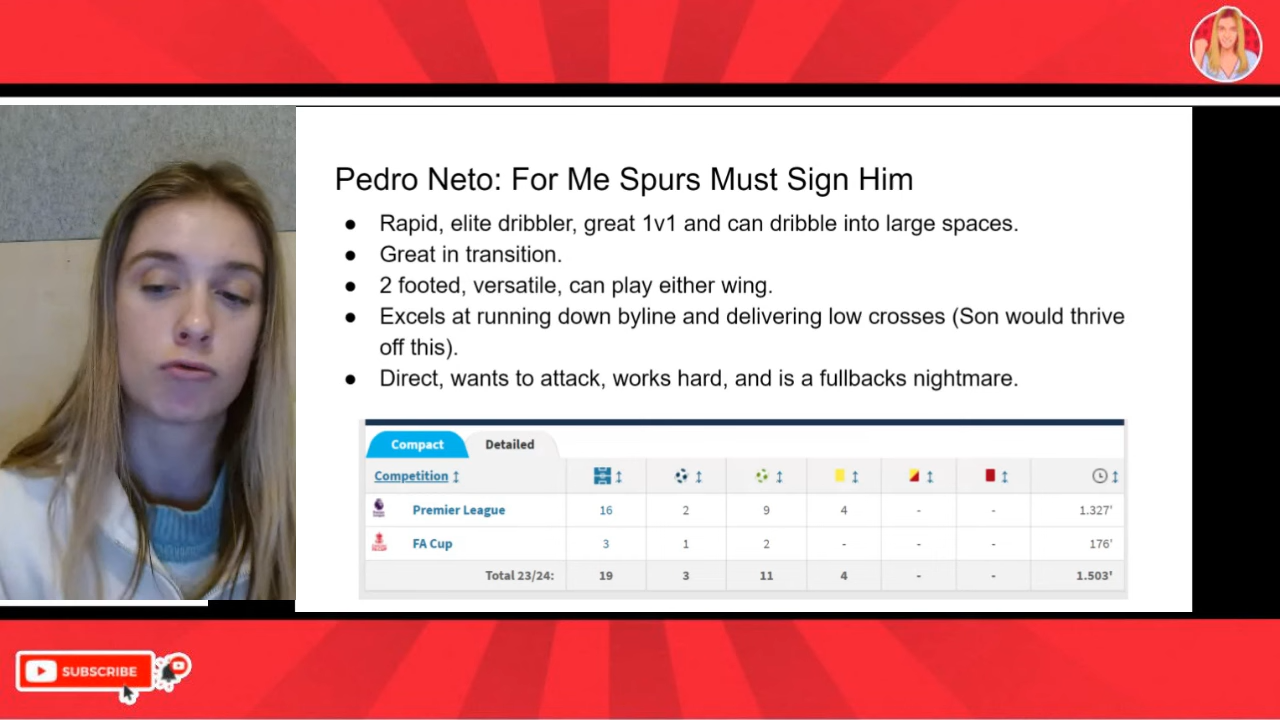 Pedro Neto: For Me Spurs Must Sign Him
● Rapid, elite dribbler, great 1v1 and can dribble into large spaces.
● Great in transition.
● 2 footed, versatile, can play either wing.
● Excels at running down byline and delivering low crosses (Son would thrive
off this).
● Direct, wants to attack, works hard, and is a fullbacks nightmare.
Compact Detailed
Competition
Premier League 16 2 9 4 - - 1.327'
FA Cup 3 1 2 - - - 176'
Total 23/24: 19 3 11 4 - - 1.503'
SUBSCRIBE